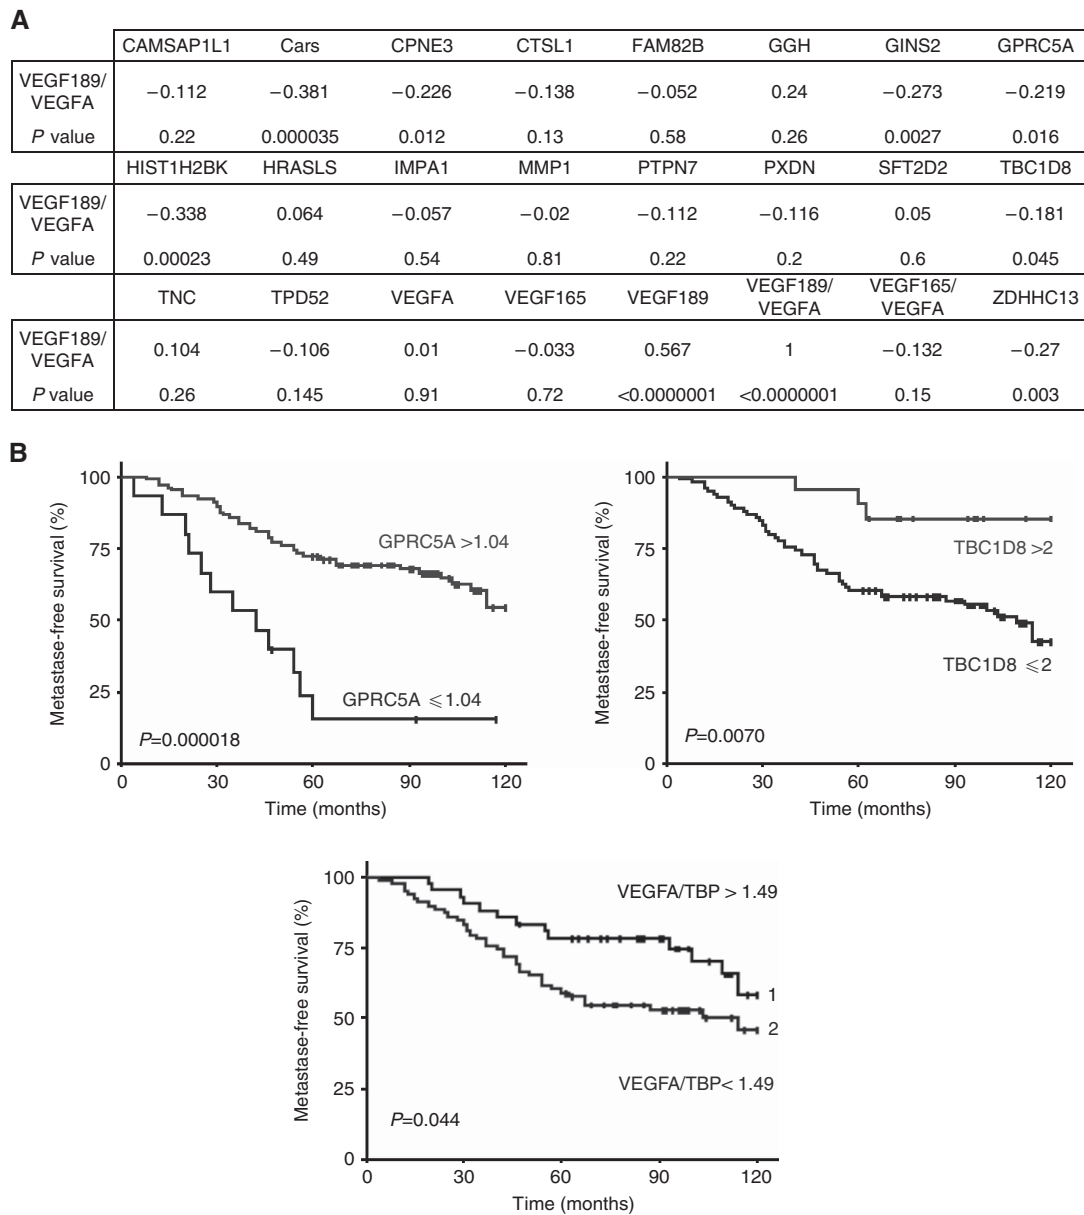 A
CAMSAP1L1 Cars CPNE3 CTSL1 FAM82B GGH GINS2 GPRC5A
VEGF189/
VEGFA −0.112 −0.381 −0.226 −0.138 −0.052 0.24 −0.273 −0.219
P value 0.22 0.000035 0.012 0.13 0.58 0.26 0.0027 0.016
HIST1H2BK HRASLS IMPA1 MMP1 PTPN7 PXDN SFT2D2 TBC1D8
VEGF189/
VEGFA −0.338 0.064 −0.057 −0.02 −0.112 −0.116 0.05 −0.181
P value 0.00023 0.49 0.54 0.81 0.22 0.2 0.6 0.045
TNC TPD52 VEGFA VEGF165 VEGF189 VEGF189/ VEGFA VEGF165/ VEGFA ZDHHC13
VEGF189/
VEGFA 0.104 −0.106 0.01 −0.033 0.567 1 −0.132 −0.27
P value 0.26 0.145 0.91 0.72 <0.0000001 <0.0000001 0.15 0.003
B
Metastase-free survival (%)
100
75
50
25
0
GPRC5A >1.04
GPRC5A ⩽1.04
P=0.000018
0 30 60 90 120
Time (months)
Metastase-free survival (%)
100
75
50
25
0
TBC1D8 >2
TBC1D8 ⩽2
P=0.0070
0 30 60 90 120
Time (months)
Metastase-free survival (%)
100
75
50
25
0
VEGFA/TBP > 1.49
1
2
VEGFA/TBP< 1.49
P=0.044
0 30 60 90 120
Time (months)